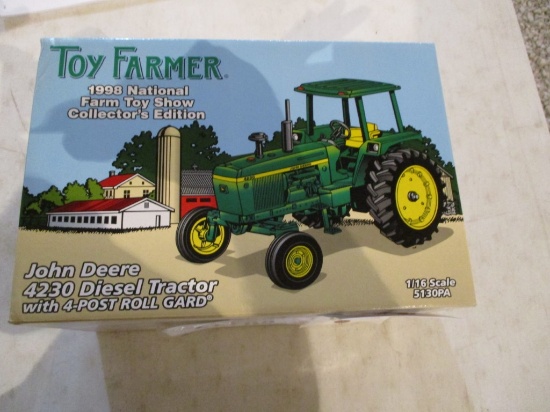 TOY FARMER®
1998 National
Farm Toy Show
Collector's Edition
John Deere
4230 Diesel Tractor
with 4-POST ROLL GARD®
1/16 Scale
5130PA